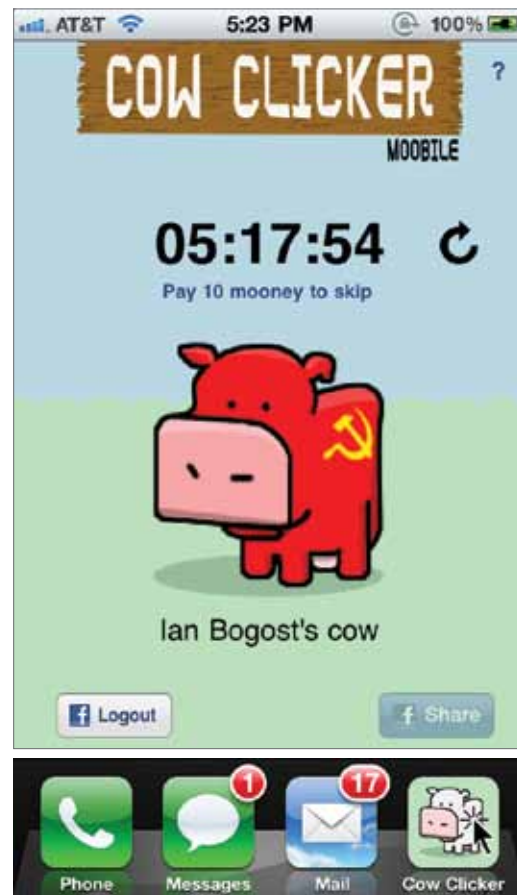 AT&T 5:23 PM 100%
COW CLICKER
?
MOOBILE
05:17:54
Pay 10 mooney to skip
Ian Bogost's cow
f Logout
f Share
1 17
Phone Messages Mail Cow Clicker